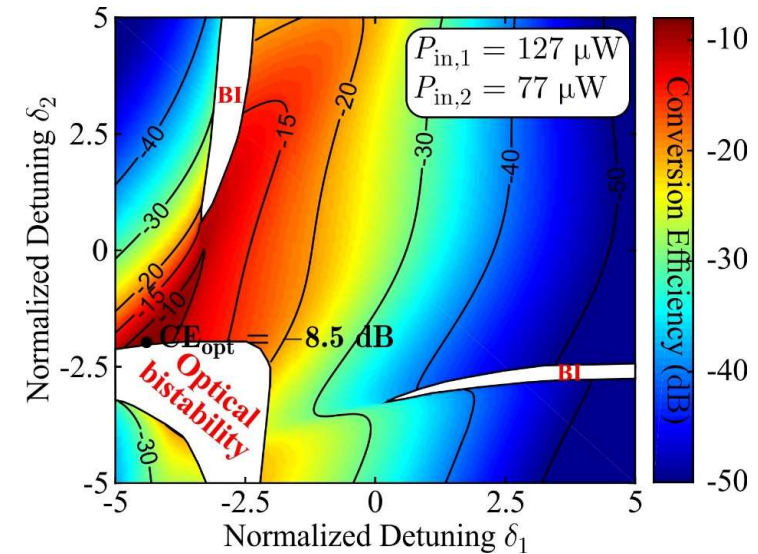 5
2.5
0
-2.5
-5
Normalized Detuning δ₂
P_in,1 = 127 μW
P_in,2 = 77 μW
BI
-40
-30
-20
-15
-10
-15
-20
-30
-40
-50
CE_opt = −8.5 dB
Optical
bistability
BI
-30
-5
-2.5
0
2.5
5
Normalized Detuning δ₁
-10
-20
-30
-40
-50
Conversion Efficiency (dB)